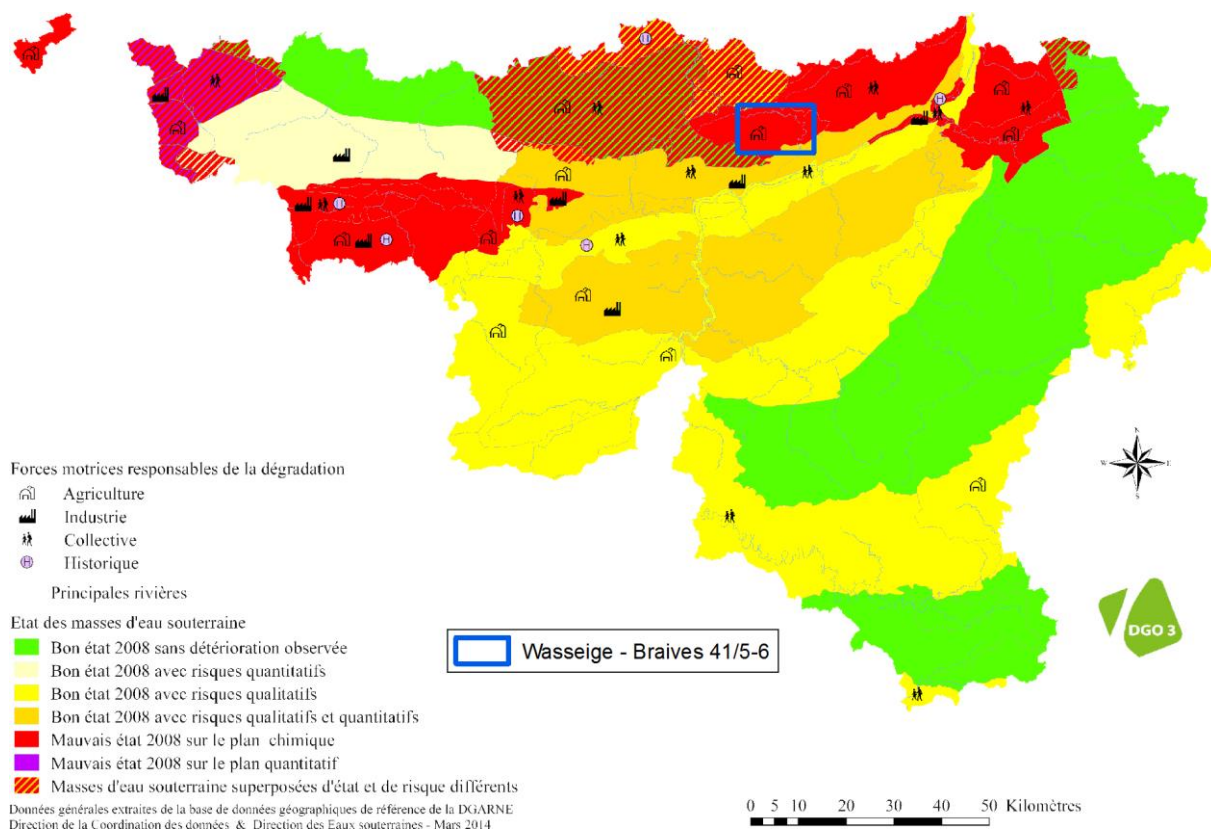 Forces motrices responsables de la dégradation
Agriculture
Industrie
Collective
Historique
Principales rivières
Etat des masses d'eau souterraine
Bon état 2008 sans détérioration observée
Bon état 2008 avec risques quantitatifs
Bon état 2008 avec risques qualitatifs
Bon état 2008 avec risques qualitatifs et quantitatifs
Mauvais état 2008 sur le plan chimique
Mauvais état 2008 sur le plan quantitatif
Masses d'eau souterraine superposées d'état et de risque différents
Données générales extraites de la base de données géographiques de référence de la DGARNE
Direction de la Coordination des données & Direction des Eaux souterraines - Mars 2014
Wasseige - Braives 41/5-6
N
W E
S
DGO 3
0 5 10 20 30 40 50 Kilomètres
H
H
H
H
H
H